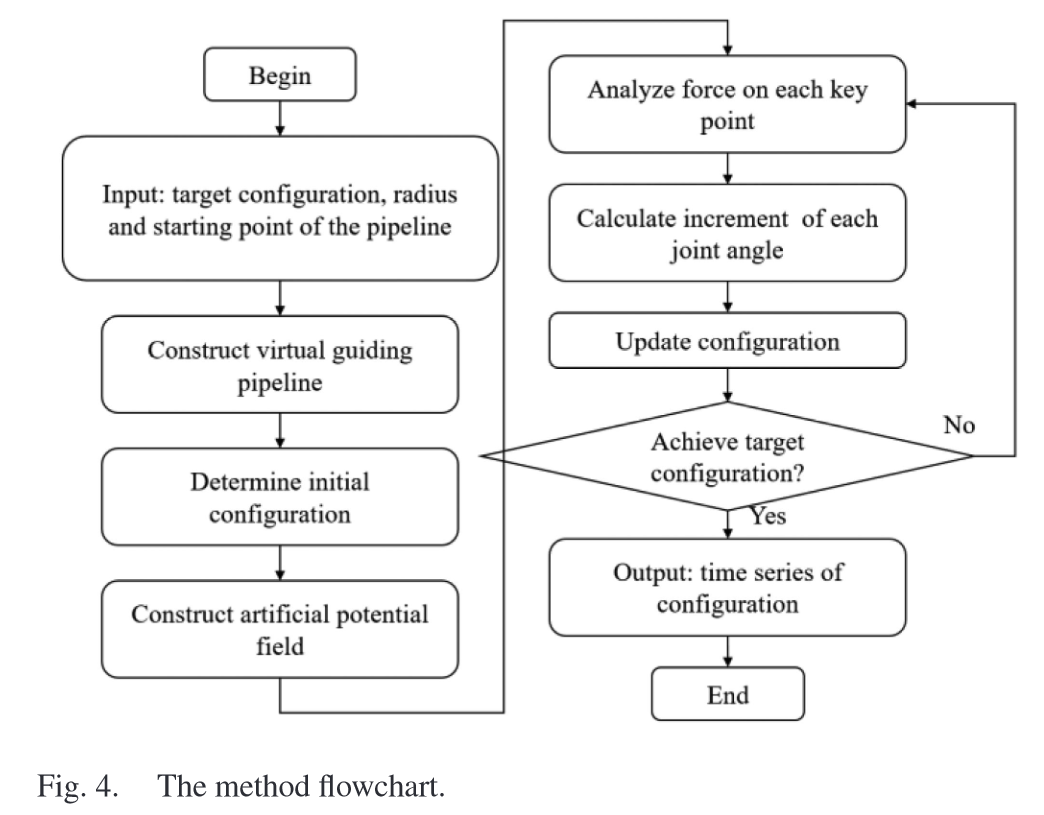 Begin
Input: target configuration, radius
and starting point of the pipeline
Construct virtual guiding
pipeline
Determine initial
configuration
Construct artificial potential
field
Analyze force on each key
point
Calculate increment of each
joint angle
Update configuration
Achieve target
configuration?
No
Yes
Output: time series of
configuration
End
Fig. 4. The method flowchart.